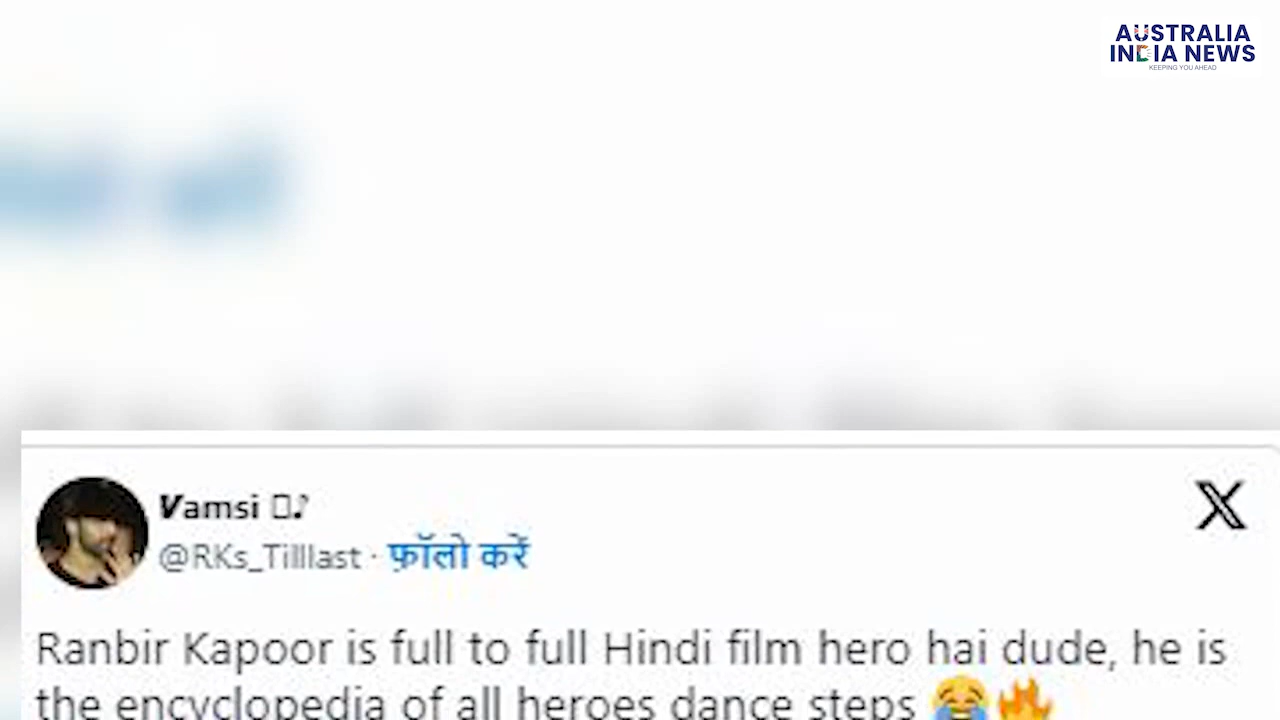 AUSTRALIA
INDIA NEWS
KEEPING YOU AHEAD
Vamsi
@RKs_Tilllast · फ़ॉलो करें
Ranbir Kapoor is full to full Hindi film hero hai dude, he is
the encyclopedia of all heroes dance steps 😂🔥